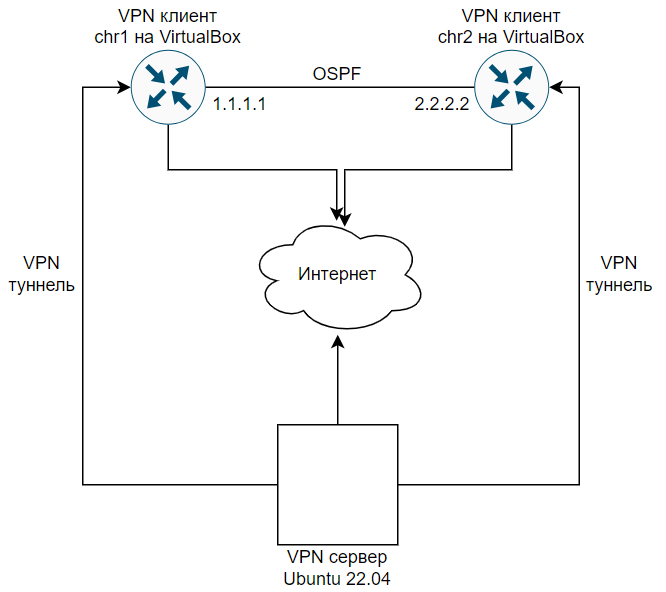 VPN клиент
chr1 на VirtualBox
VPN клиент
chr2 на VirtualBox
OSPF
1.1.1.1
2.2.2.2
VPN
туннель
Интернет
VPN
туннель
VPN сервер
Ubuntu 22.04